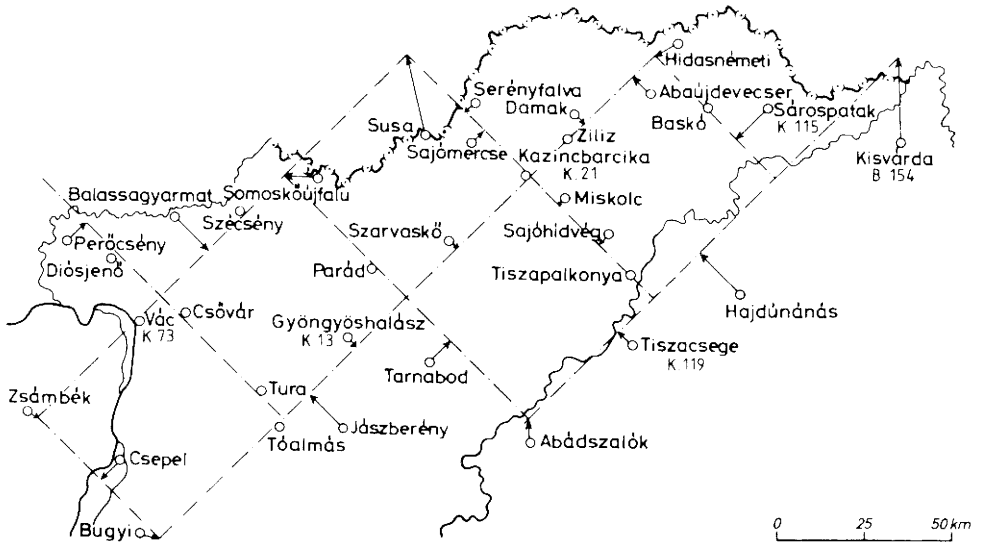 Hidasnémeti
Serényfalva
Damak
Abaújdevecser
Sárospatak
K 115
Baskó
Susa
Sajómercse
Ziliz
Kazincbarcika
K.21
Kisvárda
B 154
Balassagyarmat
Somoskőújfalu
Miskolc
Szécsény
Szarvaskő
Sajóhídvég
Perőcsény
Diósjenő
Parád
Tiszapalkonya
Vác
K 73
Csővár
Gyöngyöshalász
K 13
Hajdúnánás
Tiszacsege
K.119
Tarnabod
Zsámbék
Tura
Jászberény
Tóalmás
Abádszalók
Csepel
Bugyi
0 25 50 km